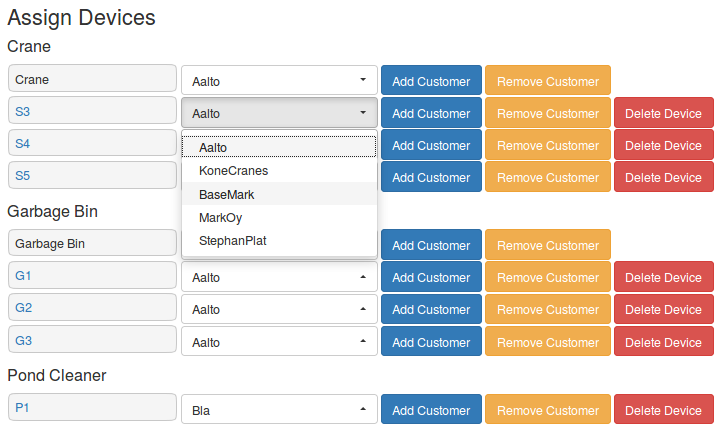 Assign Devices
Crane
Crane Aalto Add Customer Remove Customer
S3 Aalto Add Customer Remove Customer Delete Device
S4 Add Customer Remove Customer Delete Device
S5 Add Customer Remove Customer Delete Device
Aalto
KoneCranes
BaseMark
MarkOy
StephanPlat
Garbage Bin
Garbage Bin Add Customer Remove Customer
G1 Aalto Add Customer Remove Customer Delete Device
G2 Aalto Add Customer Remove Customer Delete Device
G3 Aalto Add Customer Remove Customer Delete Device
Pond Cleaner
P1 Bla Add Customer Remove Customer Delete Device